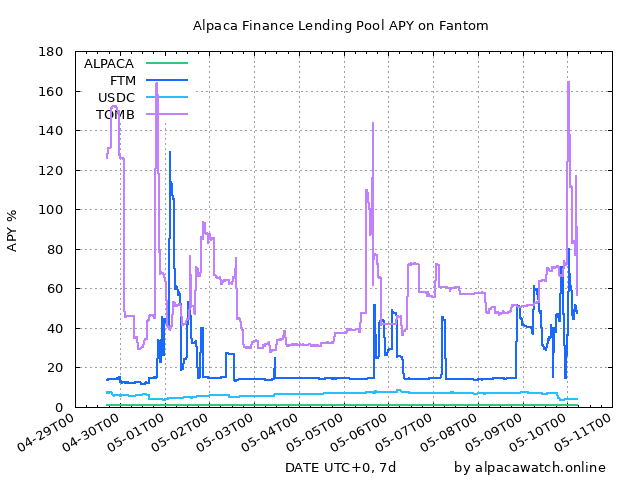 Alpaca Finance Lending Pool APY on Fantom
180
160
140
120
100
80
60
40
20
0
APY %
ALPACA
FTM
USDC
TOMB
04-29T00
04-30T00
05-01T00
05-02T00
05-03T00
05-04T00
05-05T00
05-06T00
05-07T00
05-08T00
05-09T00
05-10T00
05-11T00
DATE UTC+0, 7d
by alpacawatch.online